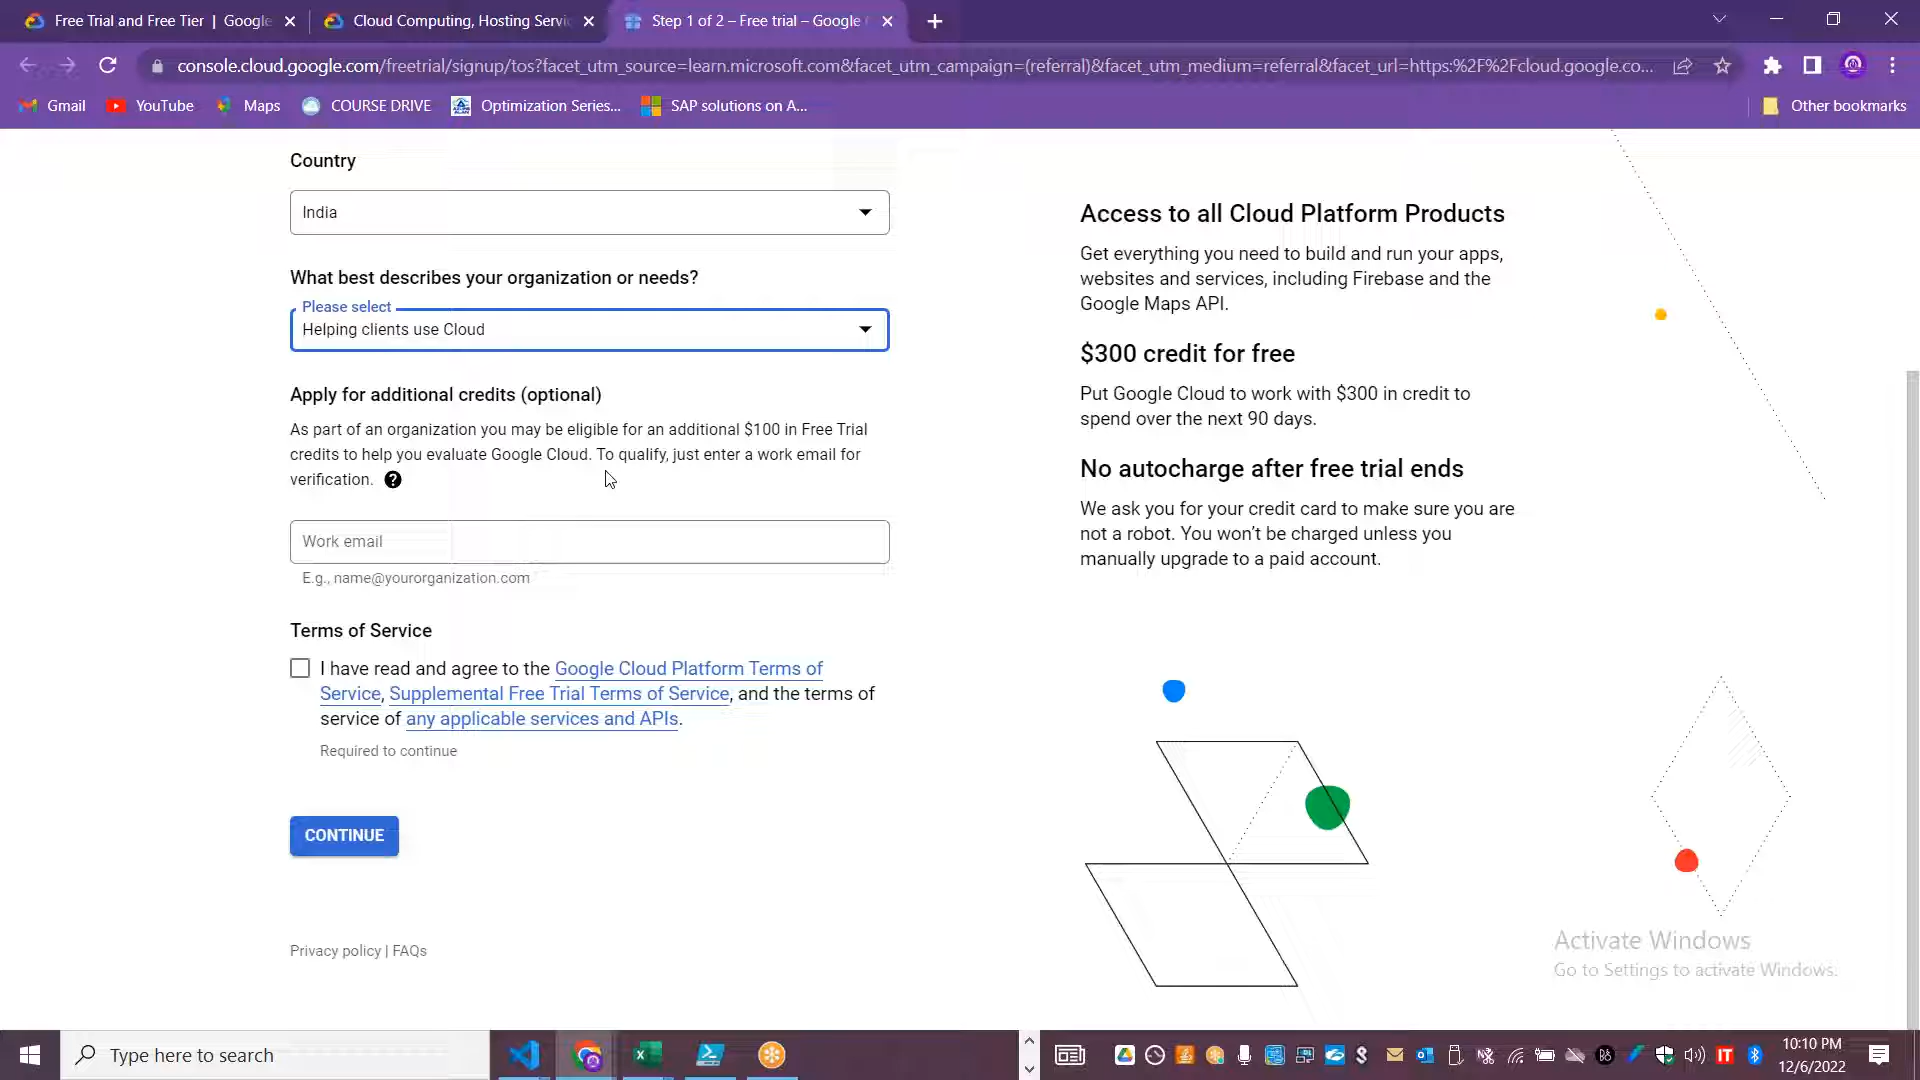 Free Trial and Free Tier | Google
Cloud Computing, Hosting Servi
Step 1 of 2 – Free trial – Google
console.cloud.google.com/freetrial/signup/tos?facet_utm_source=learn.microsoft.com&facet_utm_campaign=(referral)&facet_utm_medium=referral&facet_url=https:%2F%2Fcloud.google.co...
Gmail
YouTube
Maps
COURSE DRIVE
Optimization Series...
SAP solutions on A...
Other bookmarks
Country
India
What best describes your organization or needs?
Please select
Helping clients use Cloud
Apply for additional credits (optional)
As part of an organization you may be eligible for an additional $100 in Free Trial
credits to help you evaluate Google Cloud. To qualify, just enter a work email for
verification.
Work email
E.g., name@yourorganization.com
Terms of Service
I have read and agree to the Google Cloud Platform Terms of
Service, Supplemental Free Trial Terms of Service, and the terms of
service of any applicable services and APIs.
Required to continue
CONTINUE
Privacy policy | FAQs
Access to all Cloud Platform Products
Get everything you need to build and run your apps,
websites and services, including Firebase and the
Google Maps API.
$300 credit for free
Put Google Cloud to work with $300 in credit to
spend over the next 90 days.
No autocharge after free trial ends
We ask you for your credit card to make sure you are
not a robot. You won't be charged unless you
manually upgrade to a paid account.
Activate Windows
Go to Settings to activate Windows.
Type here to search
10:10 PM
12/6/2022